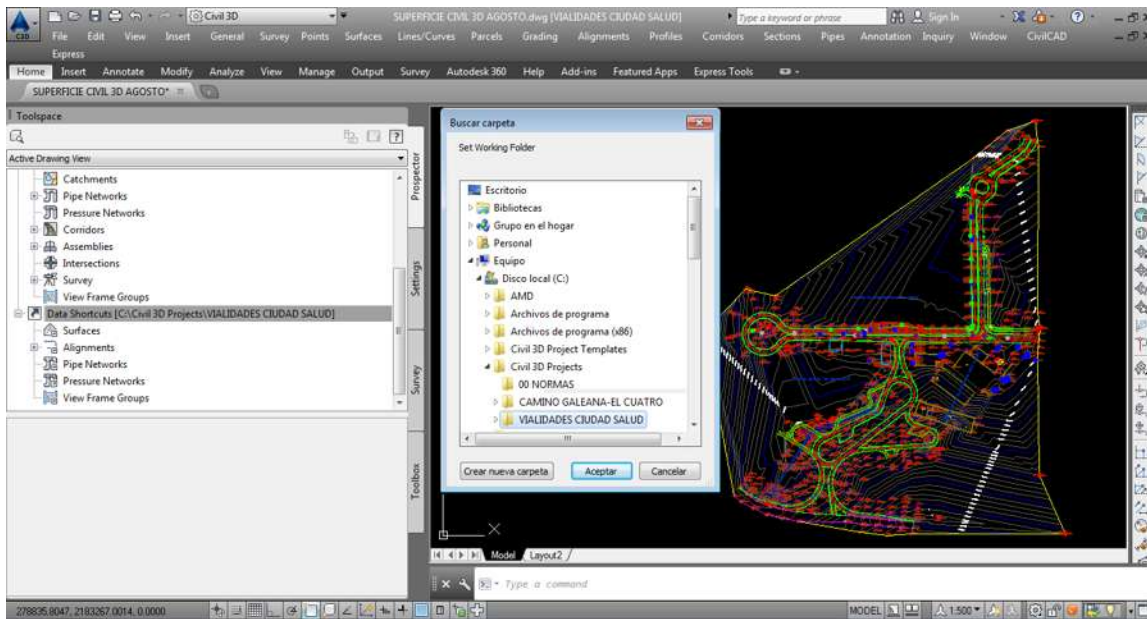 Civil 3D
SUPERFICIE CIVIL 3D AGOSTO.dwg [VIALIDADES CIUDAD SALUD]
Type a keyword or phrase
Sign In
C3D
File Edit View Insert General Survey Points Surfaces Lines/Curves Parcels Grading Alignments Profiles Corridors Sections Pipes Annotation Inquiry Window CivilCAD
Express
Home Insert Annotate Modify Analyze View Manage Output Survey Autodesk 360 Help Add-ins Featured Apps Express Tools
SUPERFICIE CIVIL 3D AGOSTO*
Toolspace
Active Drawing View
Catchments
Pipe Networks
Pressure Networks
Corridors
Assemblies
Intersections
Survey
View Frame Groups
Data Shortcuts [C:\Civil 3D Projects\VIALIDADES CIUDAD SALUD]
Surfaces
Alignments
Pipe Networks
Pressure Networks
View Frame Groups
Prospector
Settings
Survey
Toolbox
Buscar carpeta
Set Working Folder
Escritorio
Bibliotecas
Grupo en el hogar
Personal
Equipo
Disco local (C:)
AMD
Archivos de programa
Archivos de programa (x86)
Civil 3D Project Templates
Civil 3D Projects
00 NORMAS
CAMINO GALEANA-EL CUATRO
VIALIDADES CIUDAD SALUD
Crear nueva carpeta Aceptar Cancelar
X
Model Layout2
Type a command
278835.8047, 2183267.0014, 0.0000
MODEL 1:500